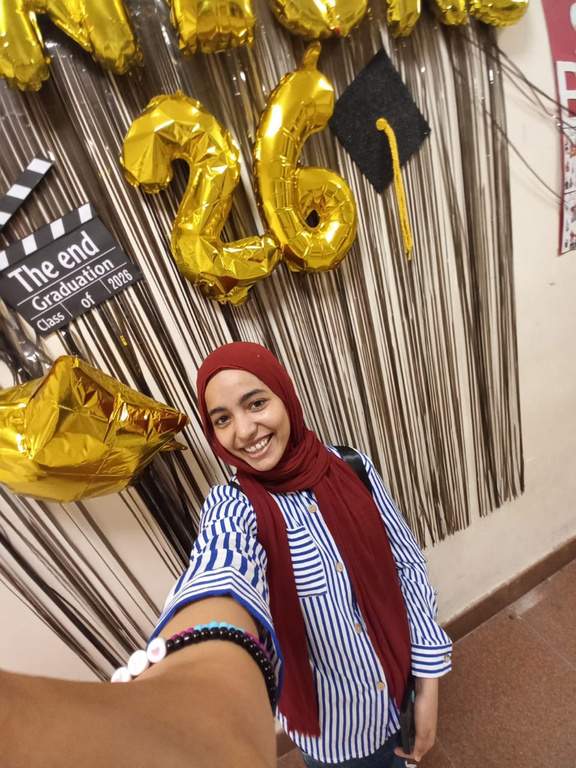 26
The end
Graduation
Class of 2026